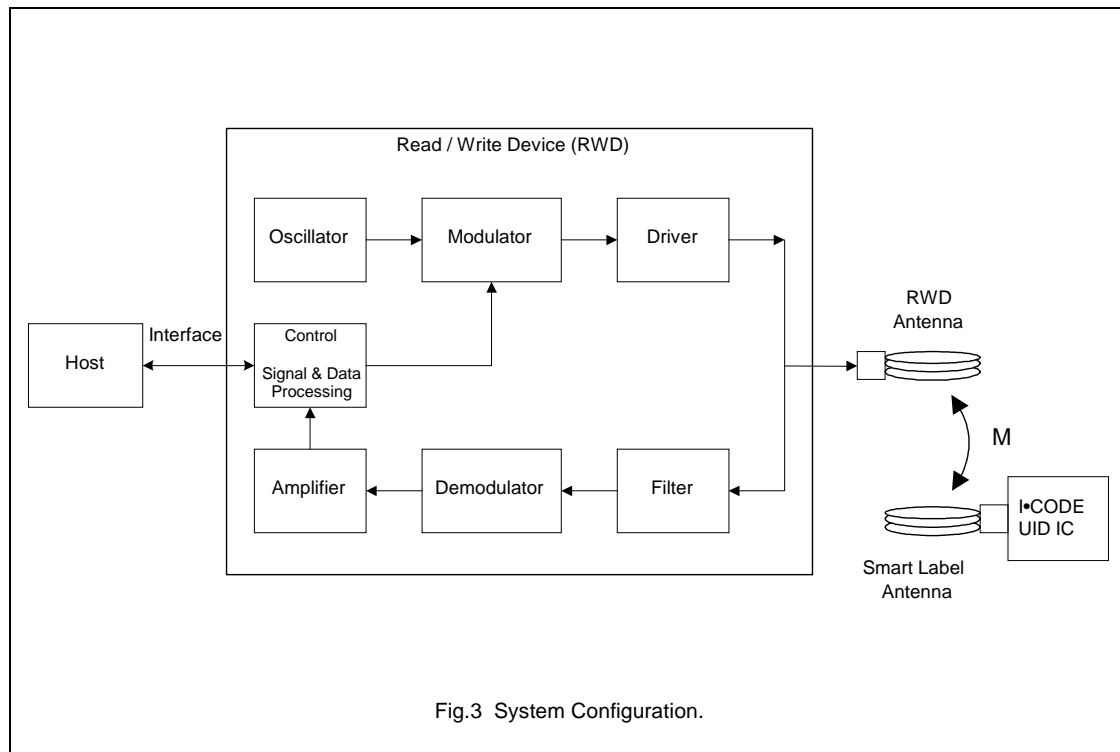 Read / Write Device (RWD)
Oscillator
Modulator
Driver
RWD
Antenna
Host
Interface
Control
Signal & Data
Processing
M
Amplifier
Demodulator
Filter
I•CODE
UID IC
Smart Label
Antenna
Fig.3 System Configuration.